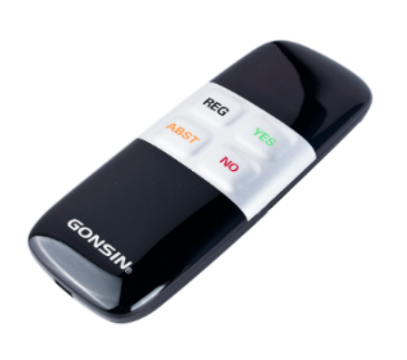 REG
YES
ABST
NO
GONSIN®